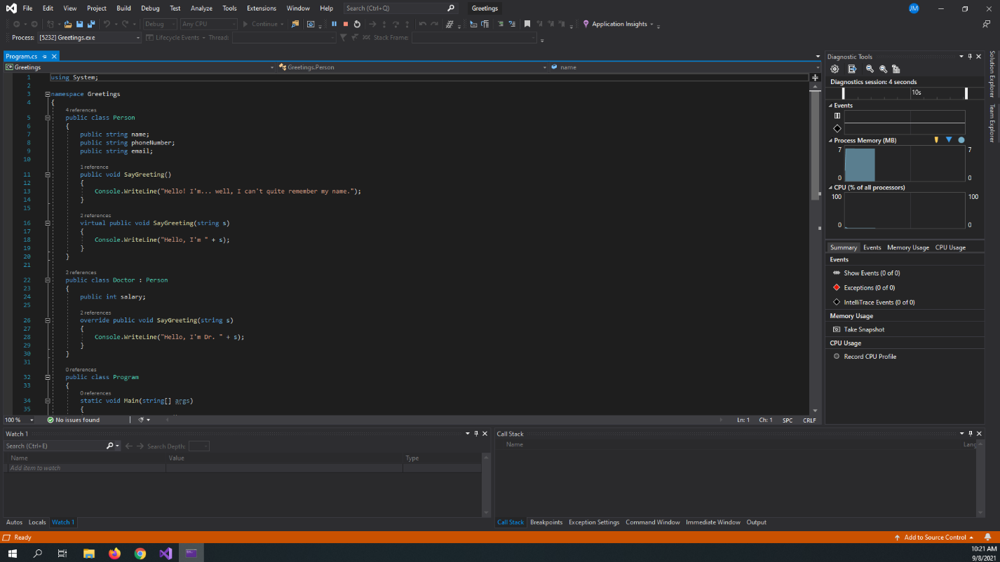 File Edit View Project Build Debug Test Analyze Tools Extensions Window Help Search (Ctrl+Q) Greetings JM
Debug Any CPU Continue Application Insights
Process: [5232] Greetings.exe Lifecycle Events Thread: Stack Frame:
Program.cs
Greetings Greetings.Person name
1 using System;
2
3 namespace Greetings
4 {
4 references
5 public class Person
6 {
7 public string name;
8 public string phoneNumber;
9 public string email;
10
1 reference
11 public void SayGreeting()
12 {
13 Console.WriteLine("Hello! I'm... well, I can't quite remember my name.");
14 }
15
2 references
16 virtual public void SayGreeting(string s)
17 {
18 Console.WriteLine("Hello, I'm " + s);
19 }
20 }
21
2 references
22 public class Doctor : Person
23 {
24 public int salary;
25
2 references
26 override public void SayGreeting(string s)
27 {
28 Console.WriteLine("Hello, I'm Dr. " + s);
29 }
30 }
31
0 references
32 public class Program
33 {
0 references
34 static void Main(string[] args)
35 {
100 % No issues found Ln: 1 Ch: 1 SPC CRLF
Diagnostic Tools
Diagnostics session: 4 seconds
10s
Events
Process Memory (MB)
7 7
0 0
CPU (% of all processors)
100 100
0 0
Summary Events Memory Usage CPU Usage
Events
Show Events (0 of 0)
Exceptions (0 of 0)
IntelliTrace Events (0 of 0)
Memory Usage
Take Snapshot
CPU Usage
Record CPU Profile
Solution Explorer
Team Explorer
Watch 1
Search (Ctrl+E) Search Depth:
Name Value Type
Add item to watch
Autos Locals Watch 1
Call Stack
Name Lang
Call Stack Breakpoints Exception Settings Command Window Immediate Window Output
Ready Add to Source Control
10:21 AM
9/8/2021